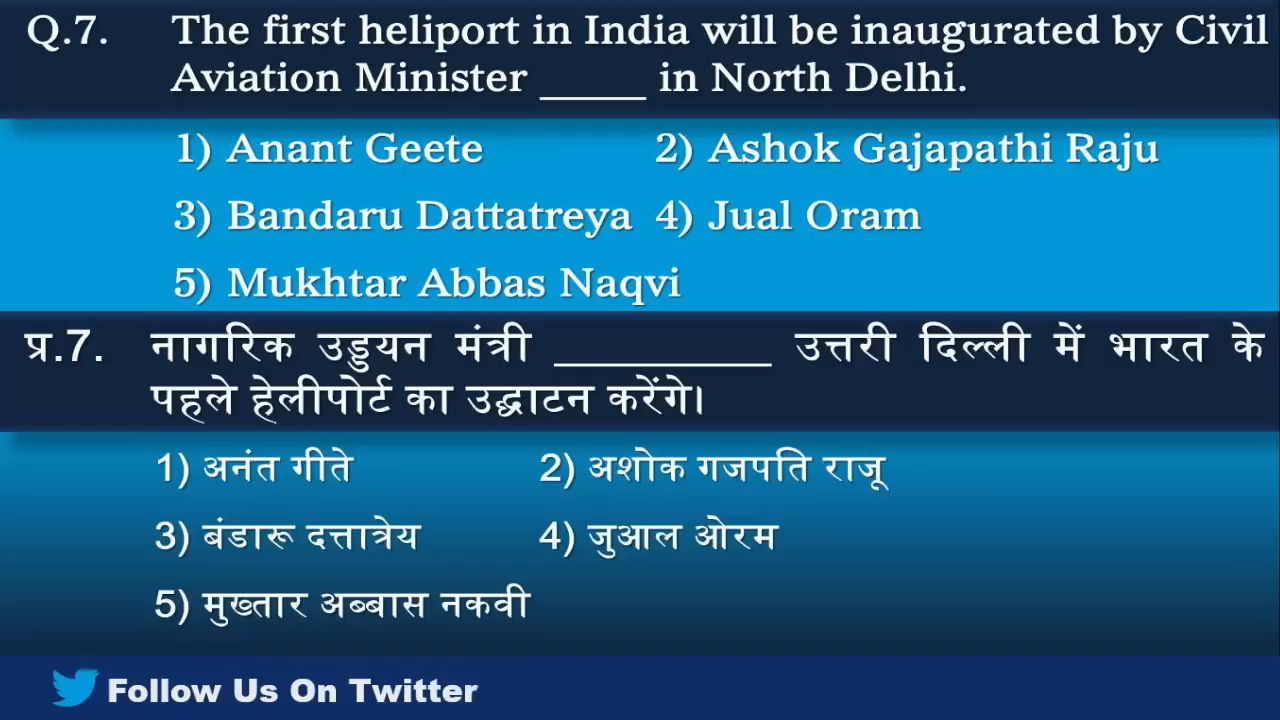 Q.7. The first heliport in India will be inaugurated by Civil
Aviation Minister _____ in North Delhi.
1) Anant Geete 2) Ashok Gajapathi Raju
3) Bandaru Dattatreya 4) Jual Oram
5) Mukhtar Abbas Naqvi
प्र.7. नागरिक उड्डयन मंत्री __________ उत्तरी दिल्ली में भारत के
पहले हेलीपोर्ट का उद्घाटन करेंगे।
1) अनंत गीते 2) अशोक गजपति राजू
3) बंडारू दत्तात्रेय 4) जुआल ओरम
5) मुख्तार अब्बास नकवी
Follow Us On Twitter